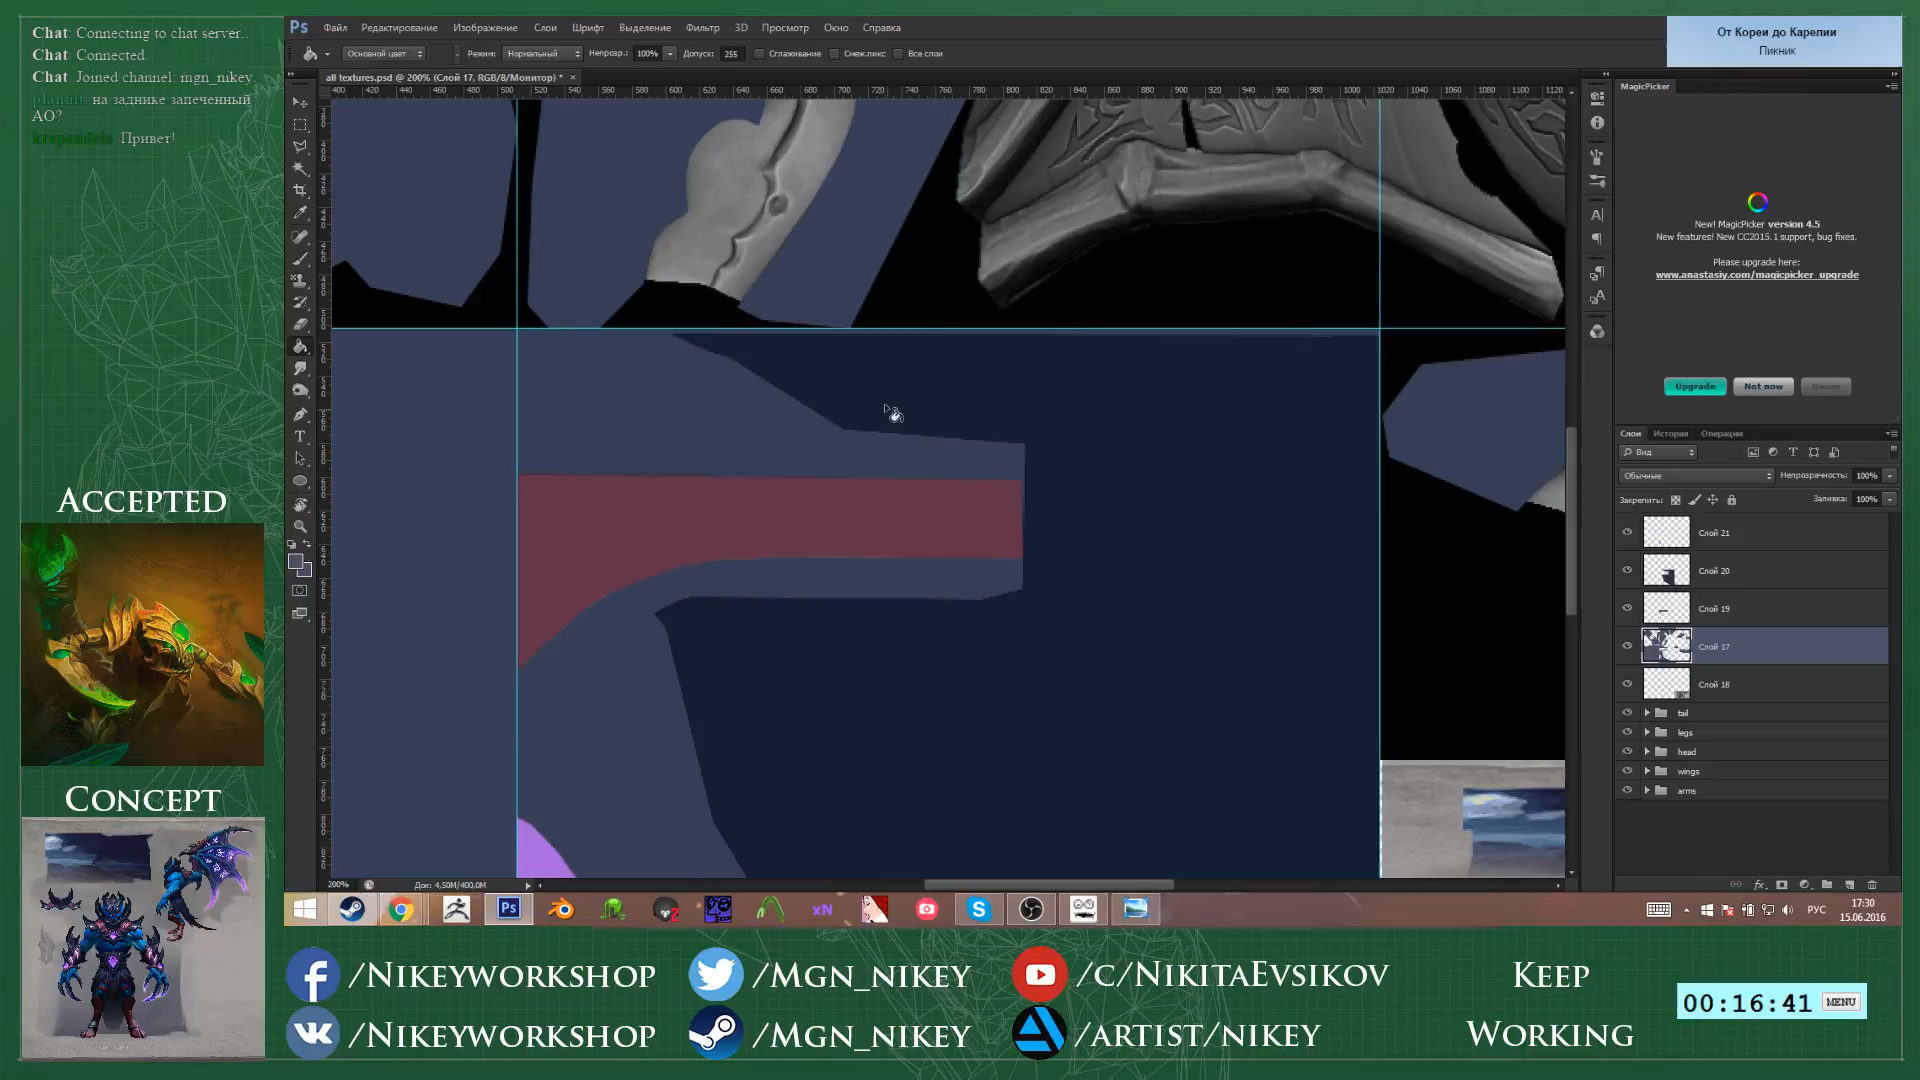 Chat: Connecting to chat server..
Chat: Connected.
Chat: Joined channel: mgn_nikey.
на заднике запеченный
АО?
krependets: Привет!
Ps Файл Редактирование Изображение Слои Шрифт Выделение Фильтр 3D Просмотр Окно Справка
Основной цвет Режим: Нормальный Непрозр.: 100% Допуск: 255 Сглаживание Смеж.пикс Все слои
all textures.psd @ 200% (Слой 17, RGB/8/Монитор) *
От Кореи до Карелии
Пикник
MagicPicker
New! MagicPicker version 4.5
New features! New CC2015.1 support, bug fixes.
Please upgrade here:
www.anastasiy.com/magicpicker_upgrade
Upgrade Not now
Слои История Операции
Вид
Обычные Непрозрачность: 100%
Закрепить: Заливка: 100%
Слой 21
Слой 20
Слой 19
Слой 17
Слой 18
tail
legs
head
wings
arms
200% Док: 4,50M/400,0M
РУС 17:30
15.06.2016
Accepted
Concept
/Nikeyworkshop
/Mgn_nikey
/c/NikitaEvsikov
/Nikeyworkshop
/Mgn_nikey
/artist/nikey
Keep
Working
00:16:41 MENU